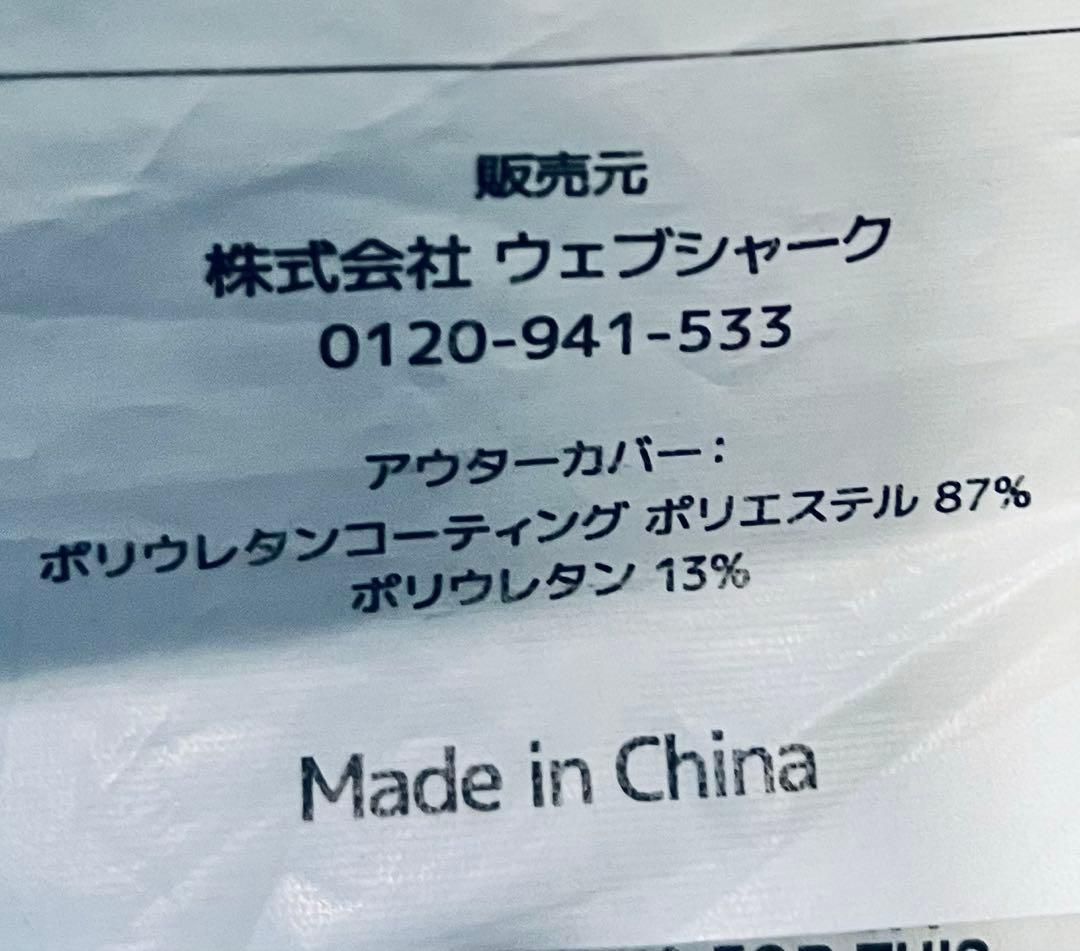 販売元
株式会社 ウェブシャーク
0120-941-533
アウターカバー：
ポリウレタンコーティング ポリエステル 87%
ポリウレタン 13%
Made in China
FOR THIS